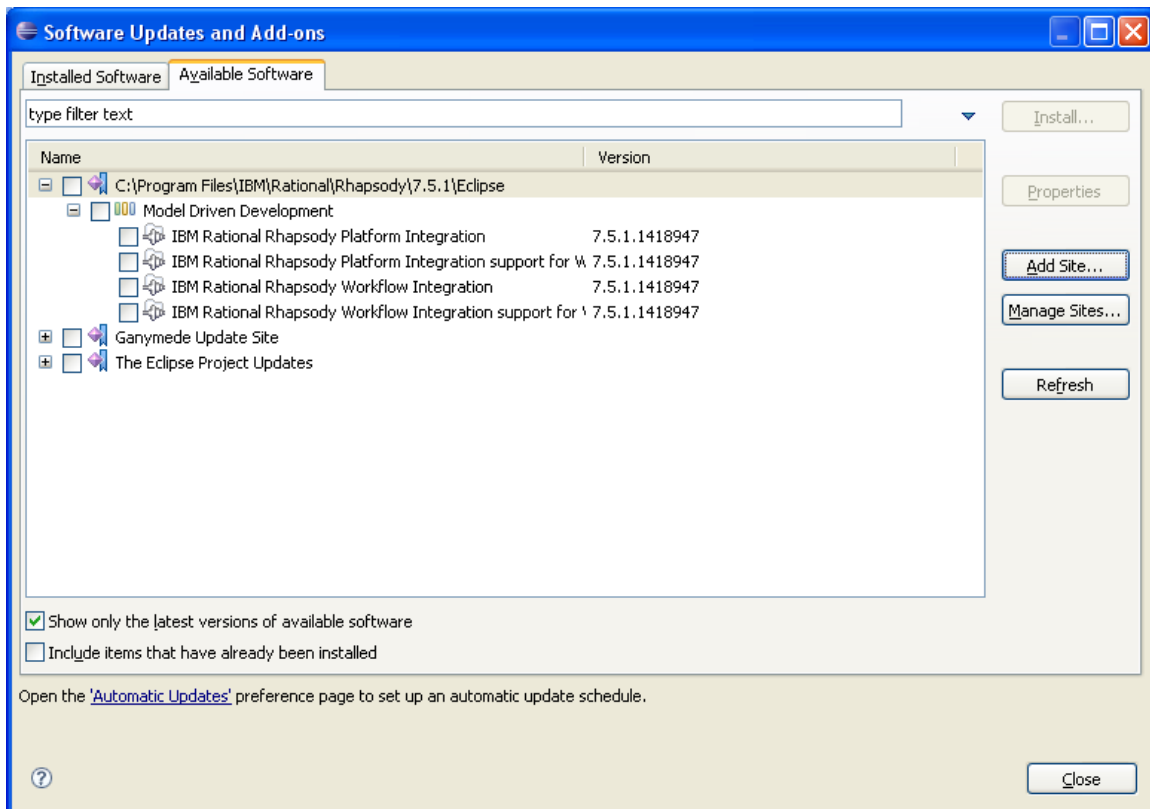 Software Updates and Add-ons
Installed Software Available Software
type filter text
Install...
Name Version
C:\Program Files\IBM\Rational\Rhapsody\7.5.1\Eclipse
Properties
Model Driven Development
IBM Rational Rhapsody Platform Integration 7.5.1.1418947
IBM Rational Rhapsody Platform Integration support for 7.5.1.1418947
Add Site...
IBM Rational Rhapsody Workflow Integration 7.5.1.1418947
IBM Rational Rhapsody Workflow Integration support for 7.5.1.1418947
Manage Sites...
Ganymede Update Site
The Eclipse Project Updates
Refresh
Show only the latest versions of available software
Include items that have already been installed
Open the 'Automatic Updates' preference page to set up an automatic update schedule.
?
Close